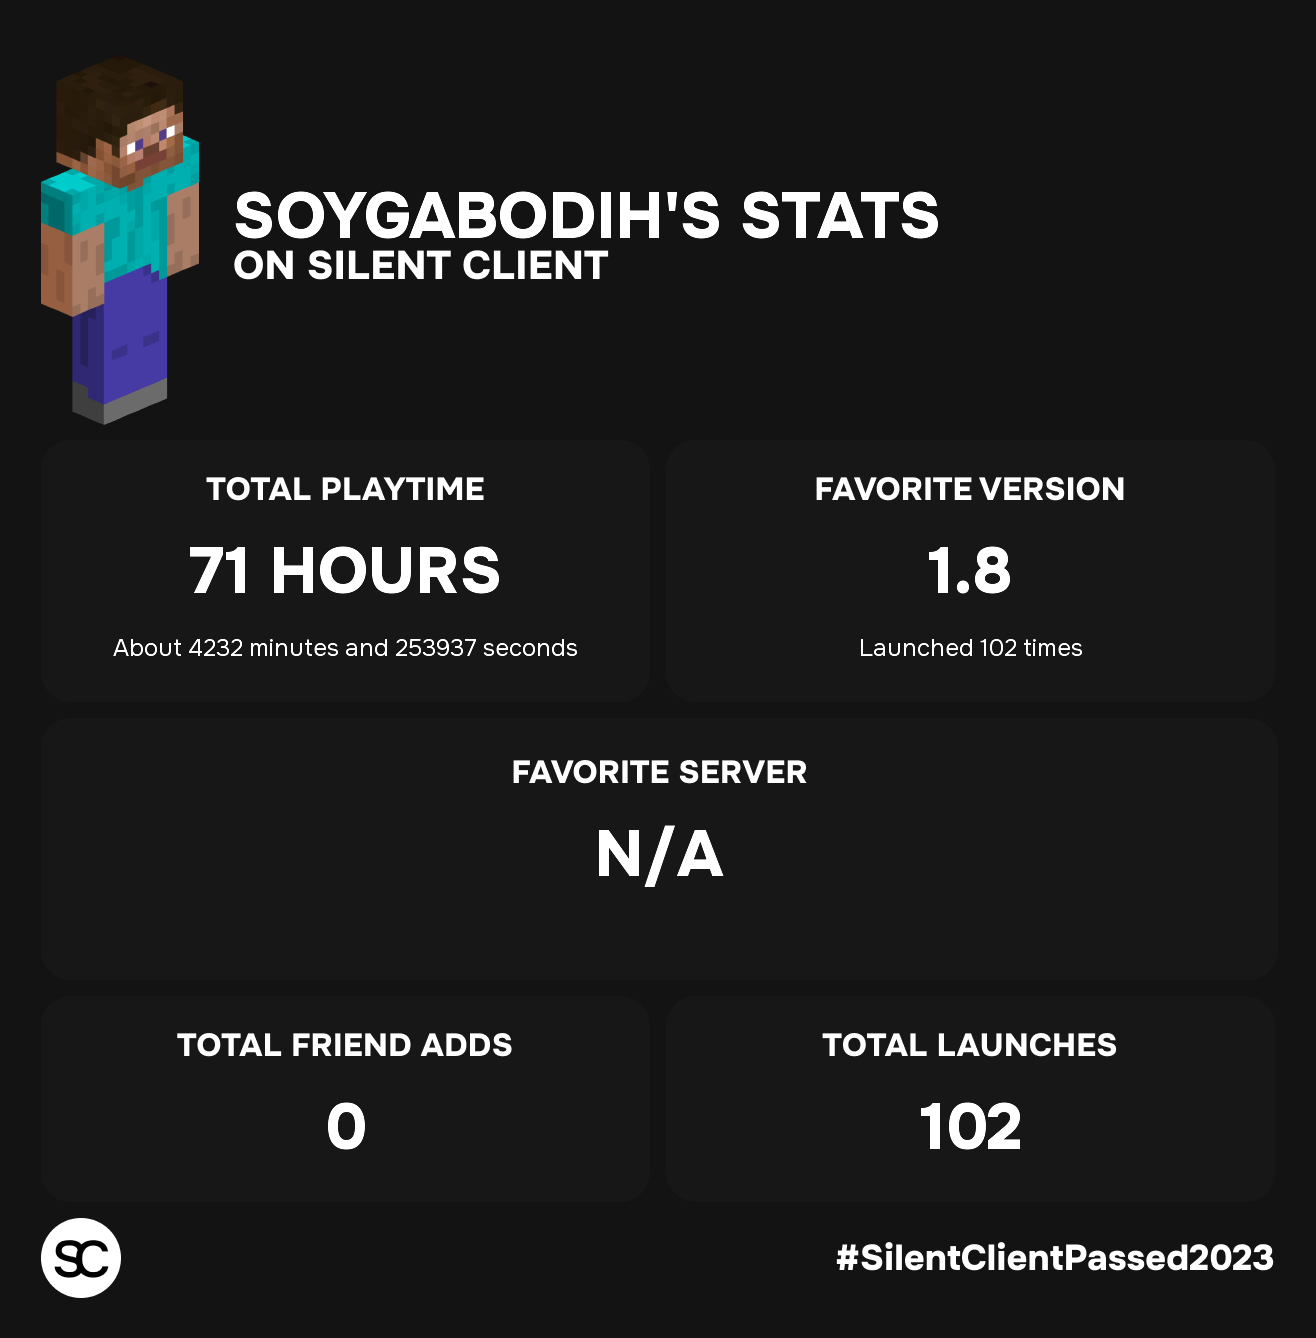 SOYGABODIH'S STATS
ON SILENT CLIENT
TOTAL PLAYTIME
71 HOURS
About 4232 minutes and 253937 seconds
FAVORITE VERSION
1.8
Launched 102 times
FAVORITE SERVER
N/A
TOTAL FRIEND ADDS
0
TOTAL LAUNCHES
102
SC
#SilentClientPassed2023